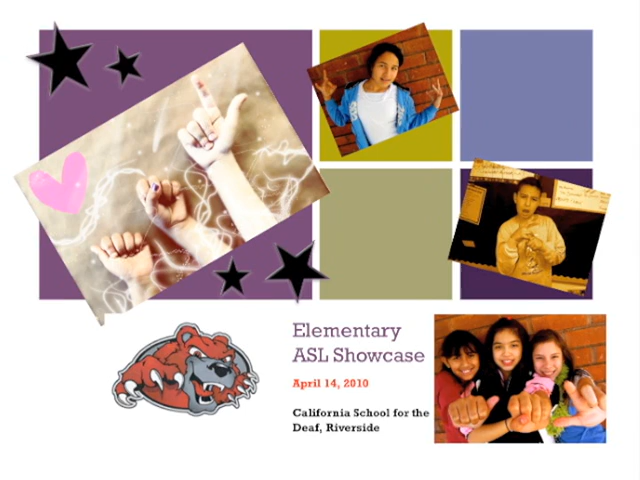 Elementary
ASL Showcase
April 14, 2010
California School for the
Deaf, Riverside